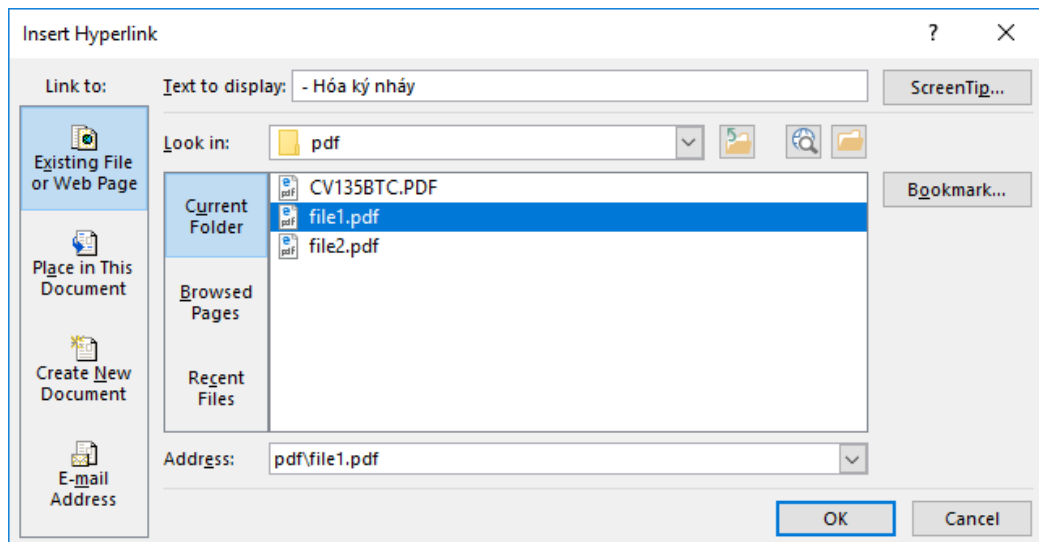 Insert Hyperlink
?
Link to:
Text to display:
- Hóa ký nháy
ScreenTip...
Existing File
or Web Page
Place in This
Document
Create New
Document
E-mail
Address
Look in:
pdf
Current
Folder
Browsed
Pages
Recent
Files
CV135BTC.PDF
file1.pdf
file2.pdf
Bookmark...
Address:
pdf\file1.pdf
OK
Cancel